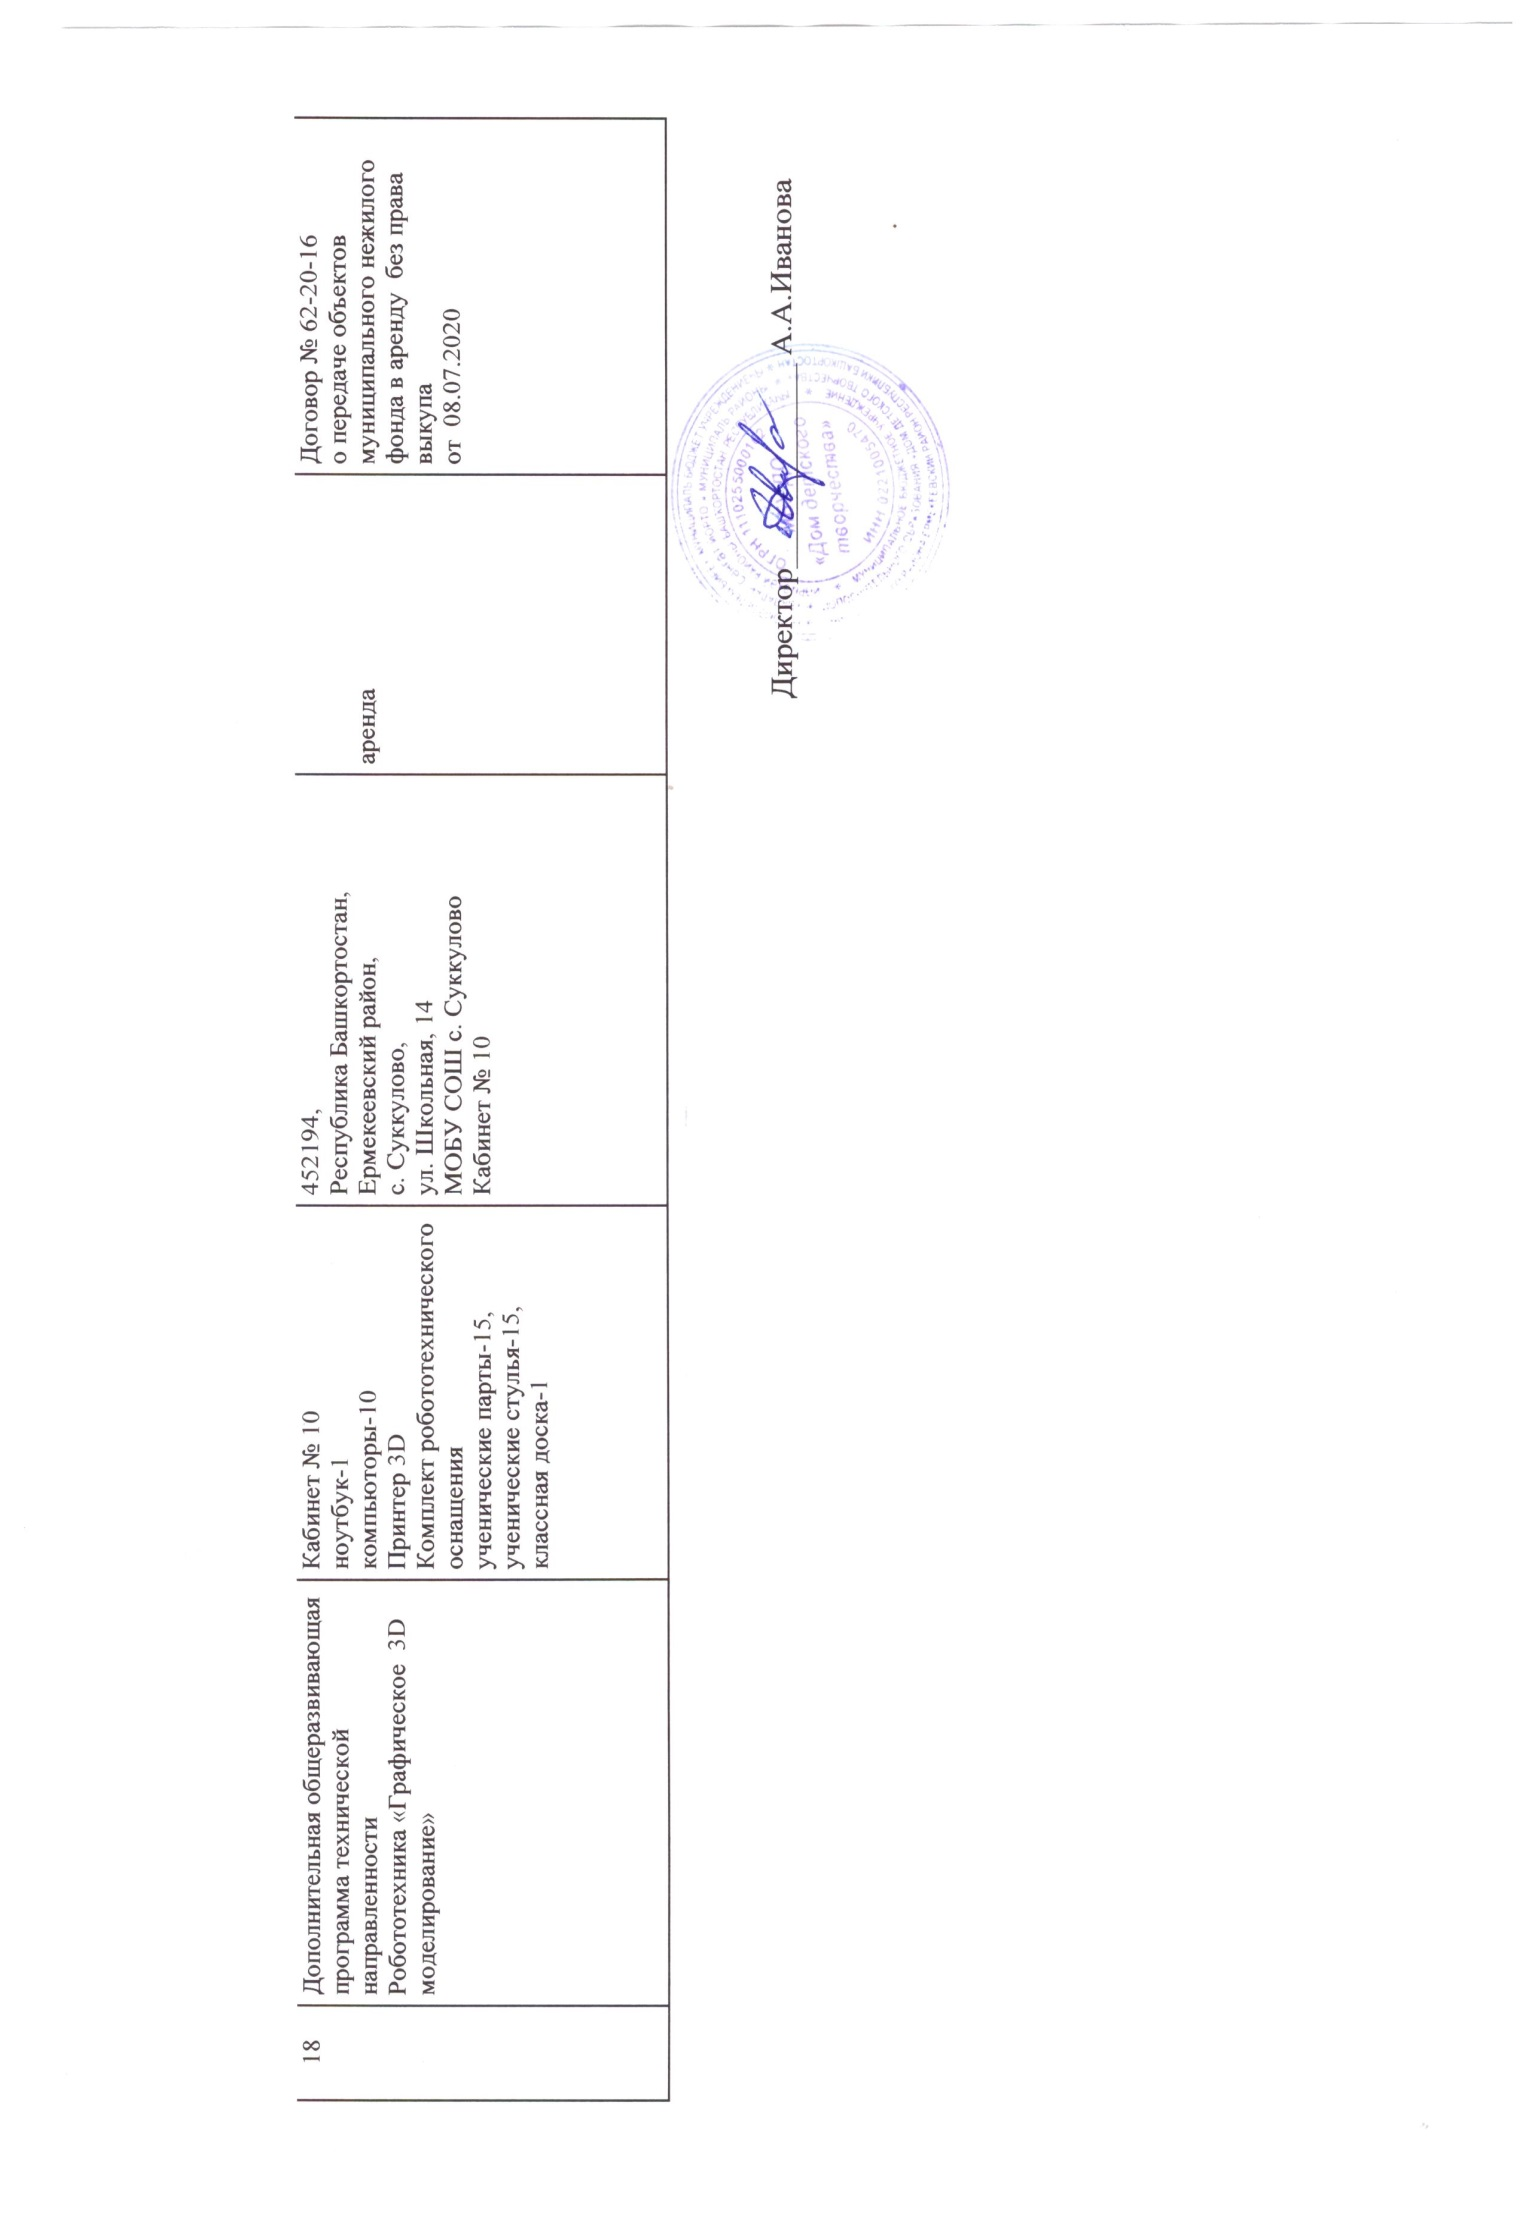 18
Дополнительная общеразвивающая
программа технической
направленности
Робототехника «Графическое 3D
моделирование»
Кабинет № 10
ноутбук-1
компьюторы-10
Принтер 3D
Комплект робототехнического
оснащения
ученические парты-15,
ученические стулья-15,
классная доска-1
452194,
Республика Башкортостан,
Ермекеевский район,
с. Суккулово,
ул. Школьная, 14
МОБУ СОШ с. Суккулово
Кабинет № 10
аренда
Договор № 62-20-16
о передаче объектов
муниципального нежилого
фонда в аренду без права
выкупа
от 08.07.2020
Директор А.А.Иванова
«Дом детского
творчества»